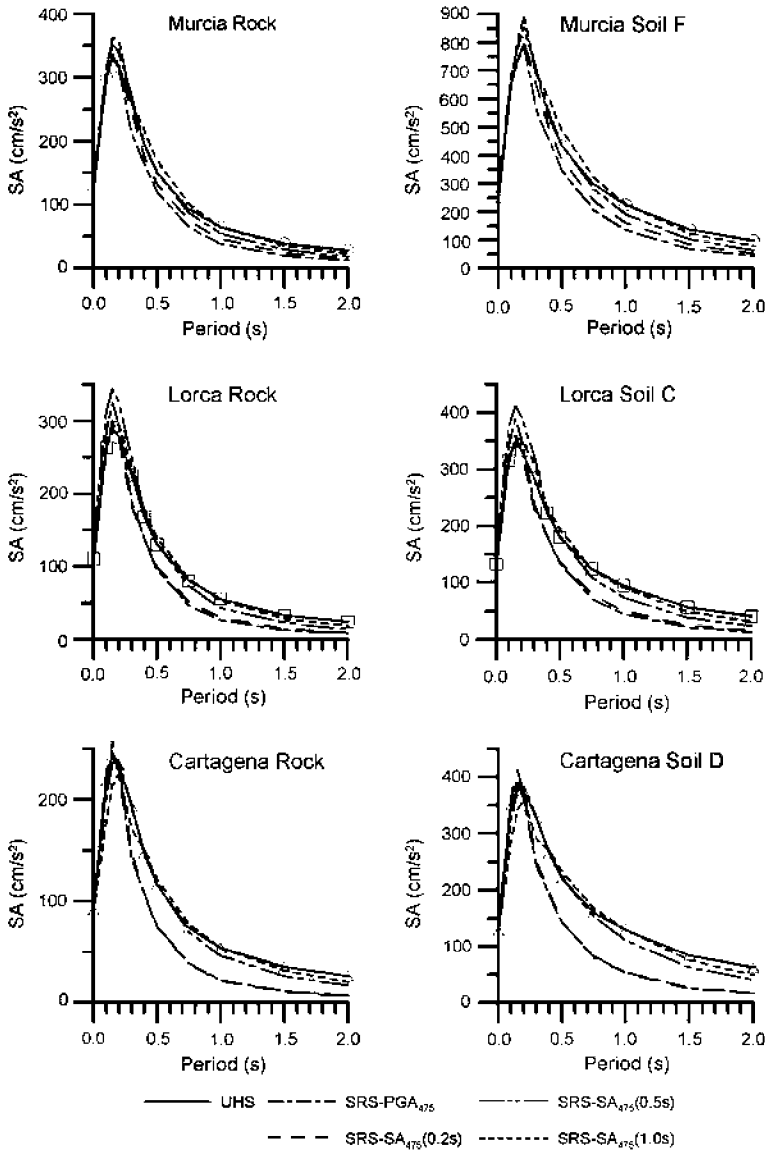 Murcia Rock
SA (cm/s²)
400
300
200
100
0
0.0 0.5 1.0 1.5 2.0
Period (s)
Murcia Soil F
SA (cm/s²)
900
800
700
600
500
400
300
200
100
0
0.0 0.5 1.0 1.5 2.0
Period (s)
Lorca Rock
SA (cm/s²)
300
200
100
0
0.0 0.5 1.0 1.5 2.0
Period (s)
Lorca Soil C
SA (cm/s²)
400
300
200
100
0
0.0 0.5 1.0 1.5 2.0
Period (s)
Cartagena Rock
SA (cm/s²)
200
100
0
0.0 0.5 1.0 1.5 2.0
Period (s)
Cartagena Soil D
SA (cm/s²)
400
300
200
100
0
0.0 0.5 1.0 1.5 2.0
Period (s)
UHS SRS-PGA₄₇₅ SRS-SA₄₇₅(0.5s)
SRS-SA₄₇₅(0.2s) SRS-SA₄₇₅(1.0s)